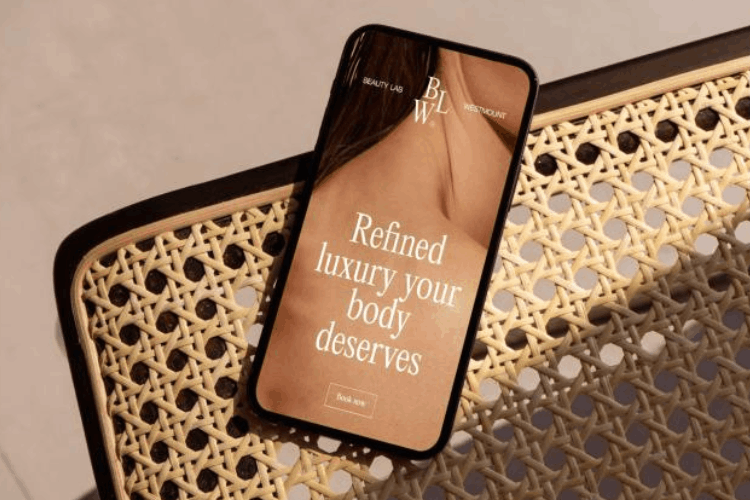 BEAUTY LAB
BL
W
WESTMOUNT
Refined
luxury your
body
deserves
Book now